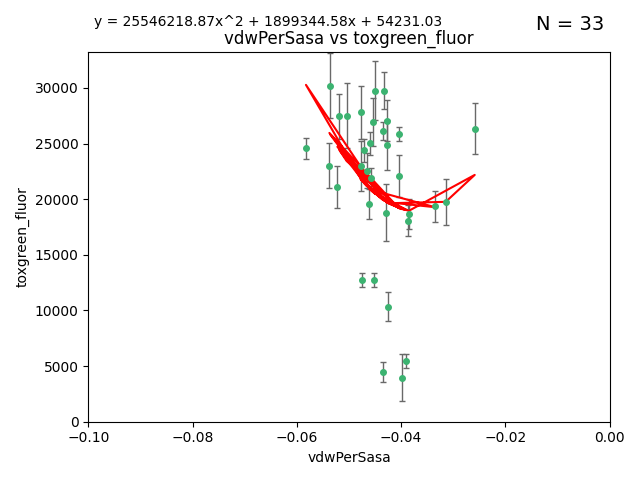 y = 25546218.87x^2 + 1899344.58x + 54231.03
N = 33
vdwPerSasa vs toxgreen_fluor
30000
25000
20000
15000
10000
5000
0
toxgreen_fluor
−0.10
−0.08
−0.06
−0.04
−0.02
0.00
vdwPerSasa